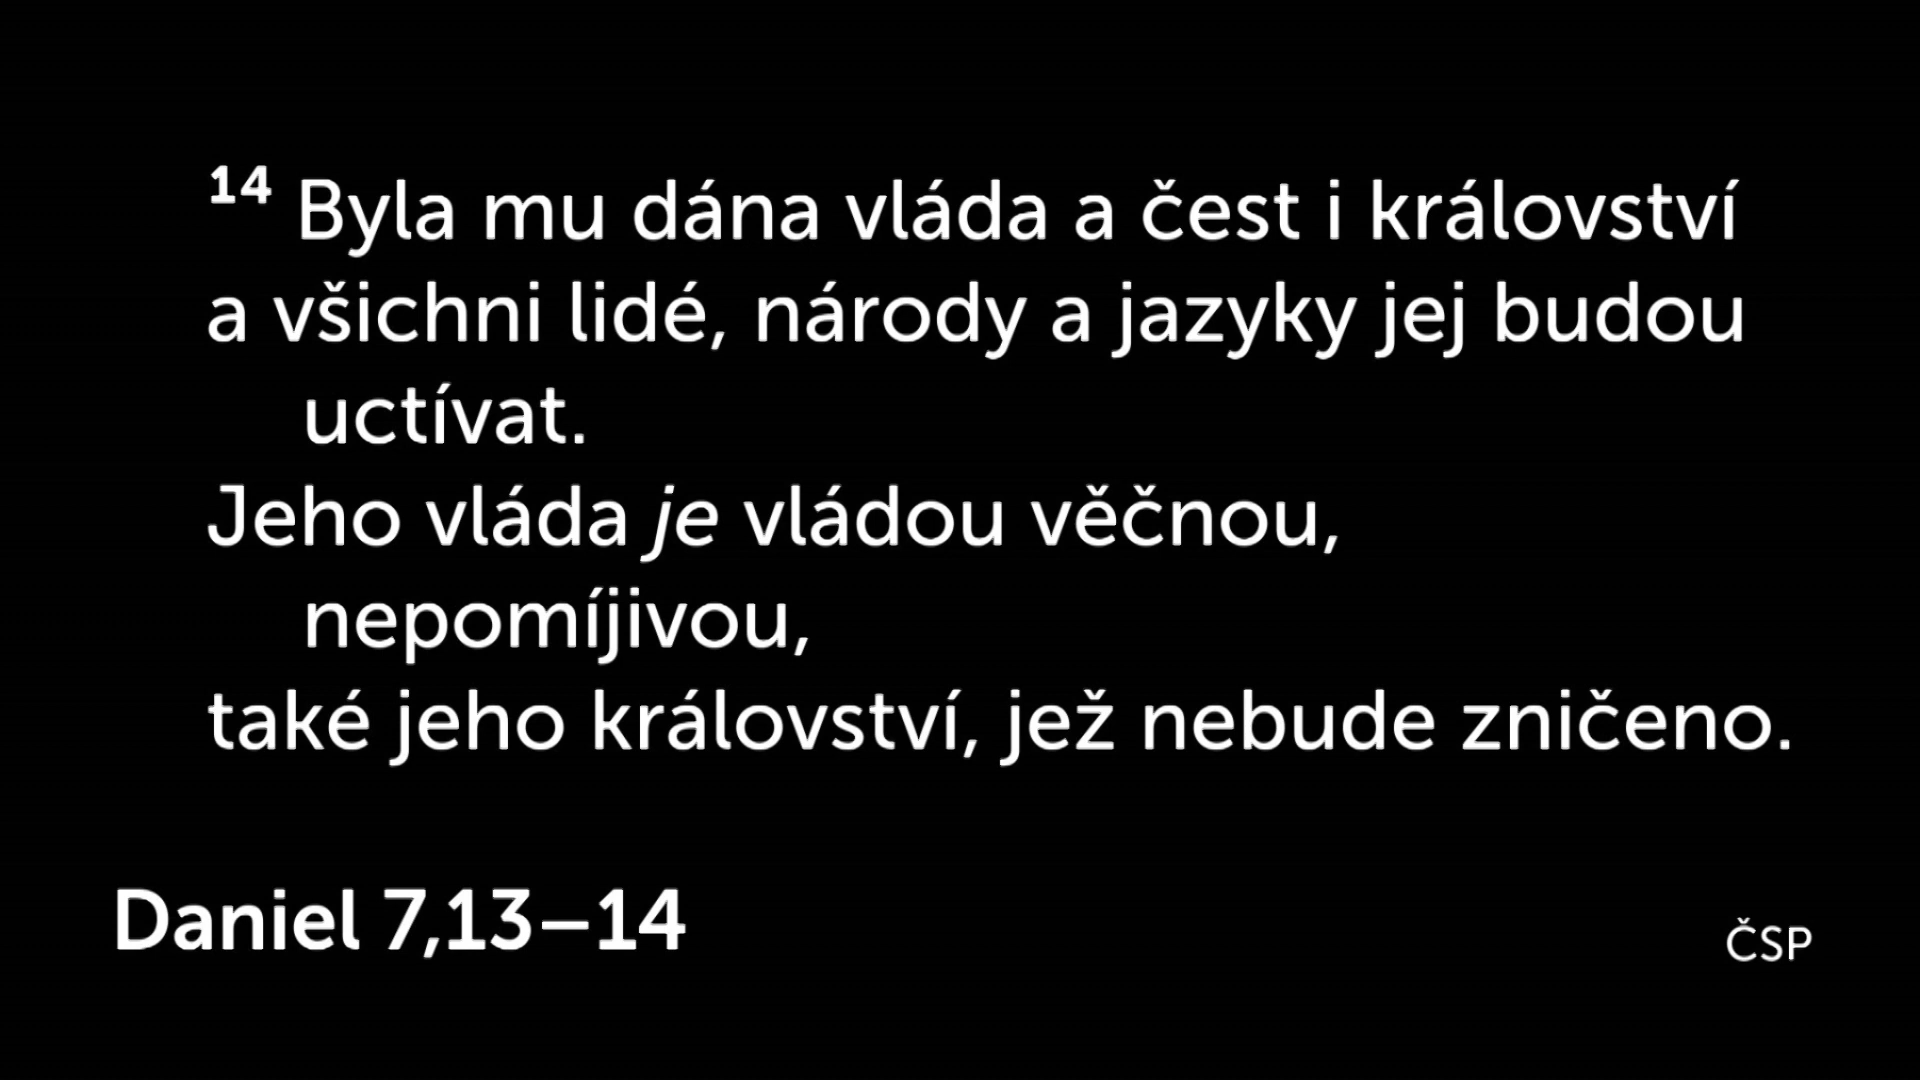 14 Byla mu dána vláda a čest i království
a všichni lidé, národy a jazyky jej budou
uctívat.
Jeho vláda je vládou věčnou,
nepomíjivou,
také jeho království, jež nebude zničeno.
Daniel 7,13–14
ČSP